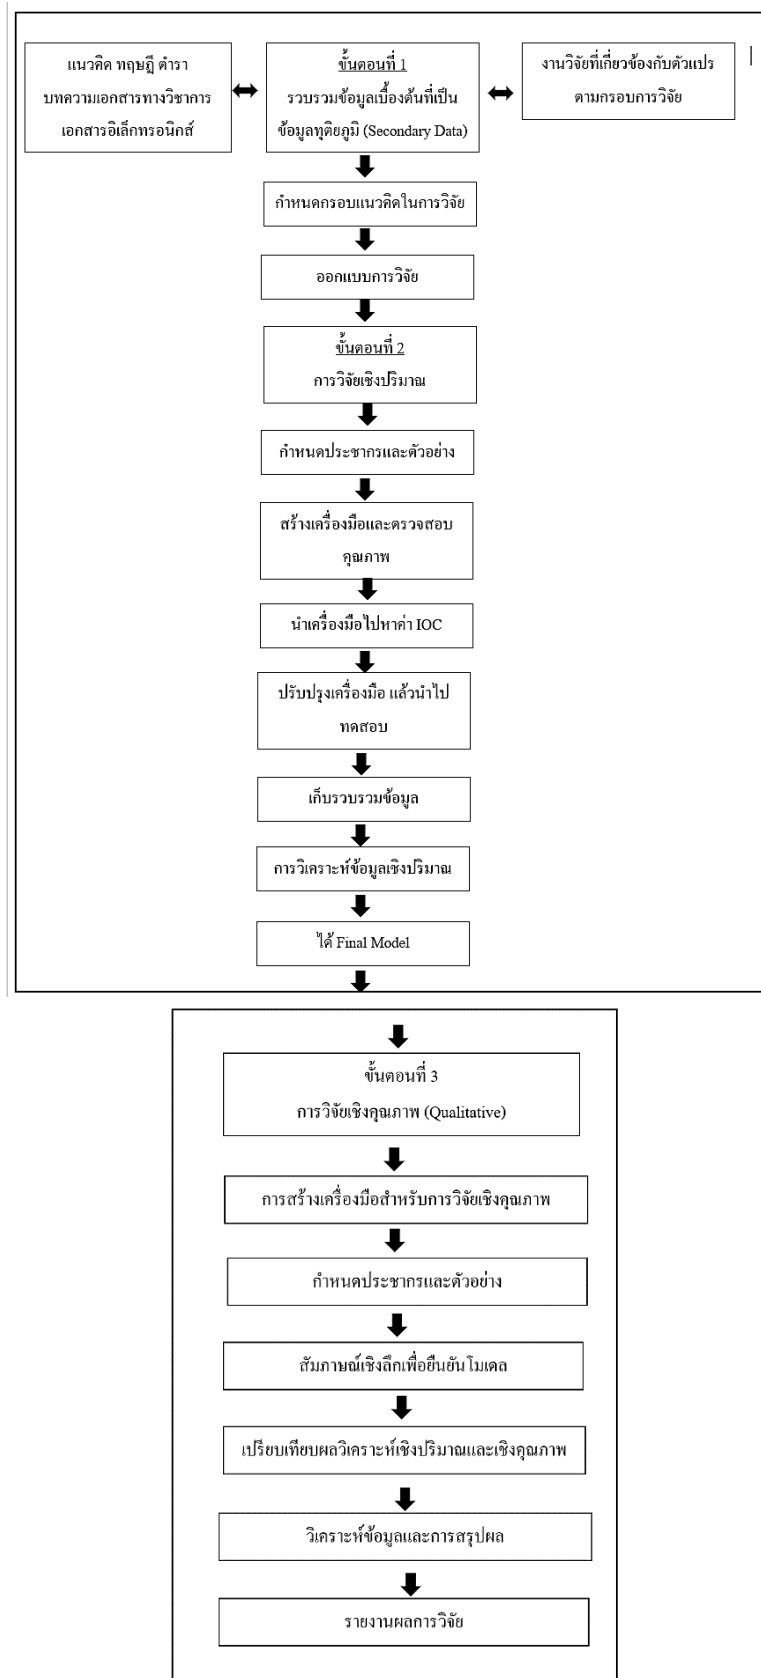 แนวคิด ทฤษฎี ตำรา
บทความเอกสารทางวิชาการ
เอกสารอิเล็กทรอนิกส์
ขั้นตอนที่ 1
รวบรวมข้อมูลเบื้องต้นที่เป็น
ข้อมูลทุติยภูมิ (Secondary Data)
งานวิจัยที่เกี่ยวข้องกับตัวแปร
ตามกรอบการวิจัย
กำหนดกรอบแนวคิดในการวิจัย
ออกแบบการวิจัย
ขั้นตอนที่ 2
การวิจัยเชิงปริมาณ
กำหนดประชากรและตัวอย่าง
สร้างเครื่องมือและตรวจสอบ
คุณภาพ
นำเครื่องมือไปหาค่า IOC
ปรับปรุงเครื่องมือ แล้วนำไป
ทดสอบ
เก็บรวบรวมข้อมูล
การวิเคราะห์ข้อมูลเชิงปริมาณ
ได้ Final Model
ขั้นตอนที่ 3
การวิจัยเชิงคุณภาพ (Qualitative)
การสร้างเครื่องมือสำหรับการวิจัยเชิงคุณภาพ
กำหนดประชากรและตัวอย่าง
สัมภาษณ์เชิงลึกเพื่อยืนยันโมเดล
เปรียบเทียบผลวิเคราะห์เชิงปริมาณและเชิงคุณภาพ
วิเคราะห์ข้อมูลและการสรุปผล
รายงานผลการวิจัย